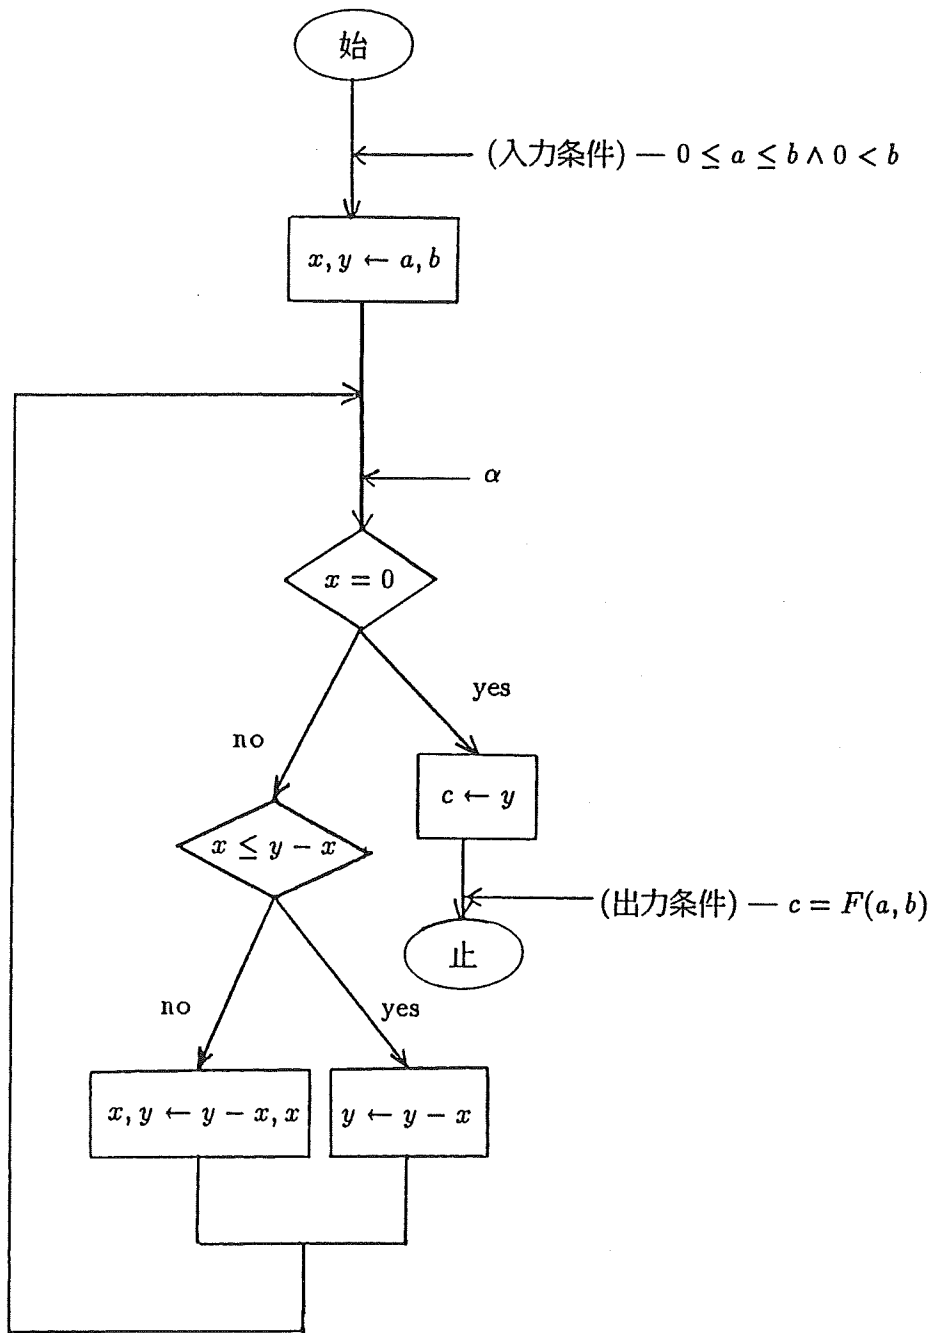 始
(入力条件) — 0 ≤ a ≤ b ∧ 0 < b
x, y ← a, b
α
x = 0
yes
no
c ← y
x ≤ y − x
(出力条件) — c = F(a, b)
止
no
yes
x, y ← y − x, x
y ← y − x